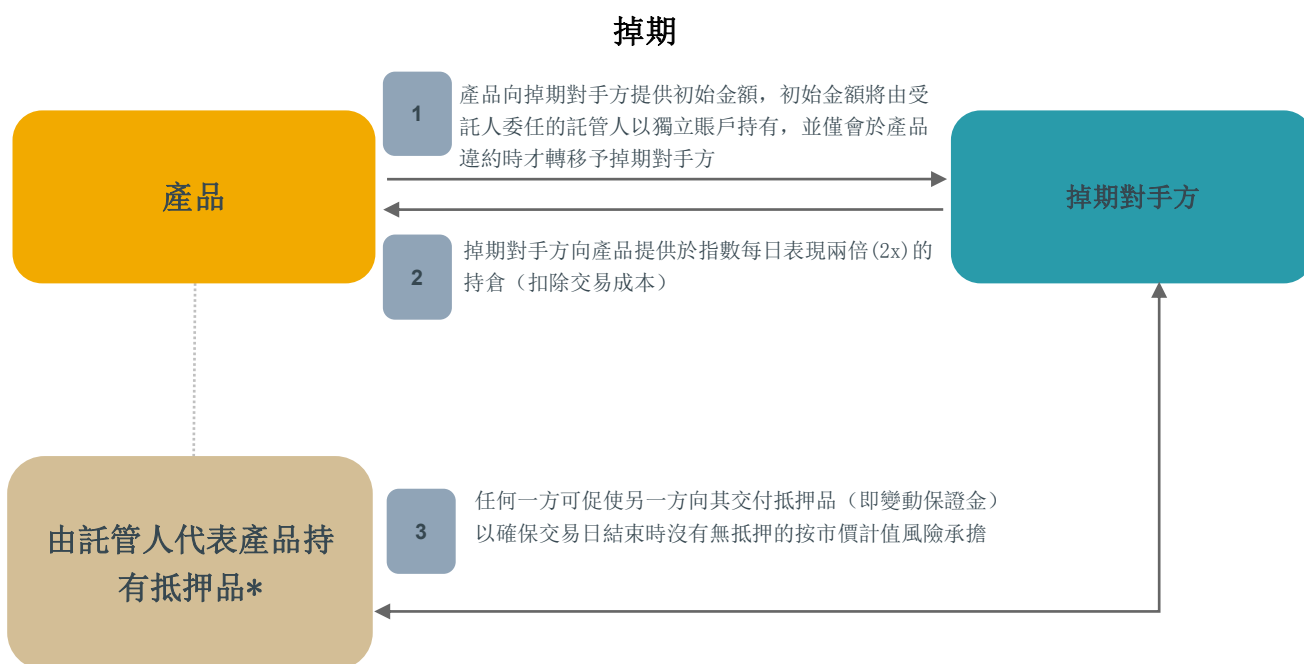 掉期
1
產品向掉期對手方提供初始金額，初始金額將由受
託人委任的託管人以獨立賬戶持有，並僅會於產品
違約時才轉移予掉期對手方
產品
掉期對手方
2
掉期對手方向產品提供於指數每日表現兩倍(2x)的
持倉（扣除交易成本）
由託管人代表產品持
有抵押品*
3
任何一方可促使另一方向其交付抵押品（即變動保證金）
以確保交易日結束時沒有無抵押的按市價計值風險承擔